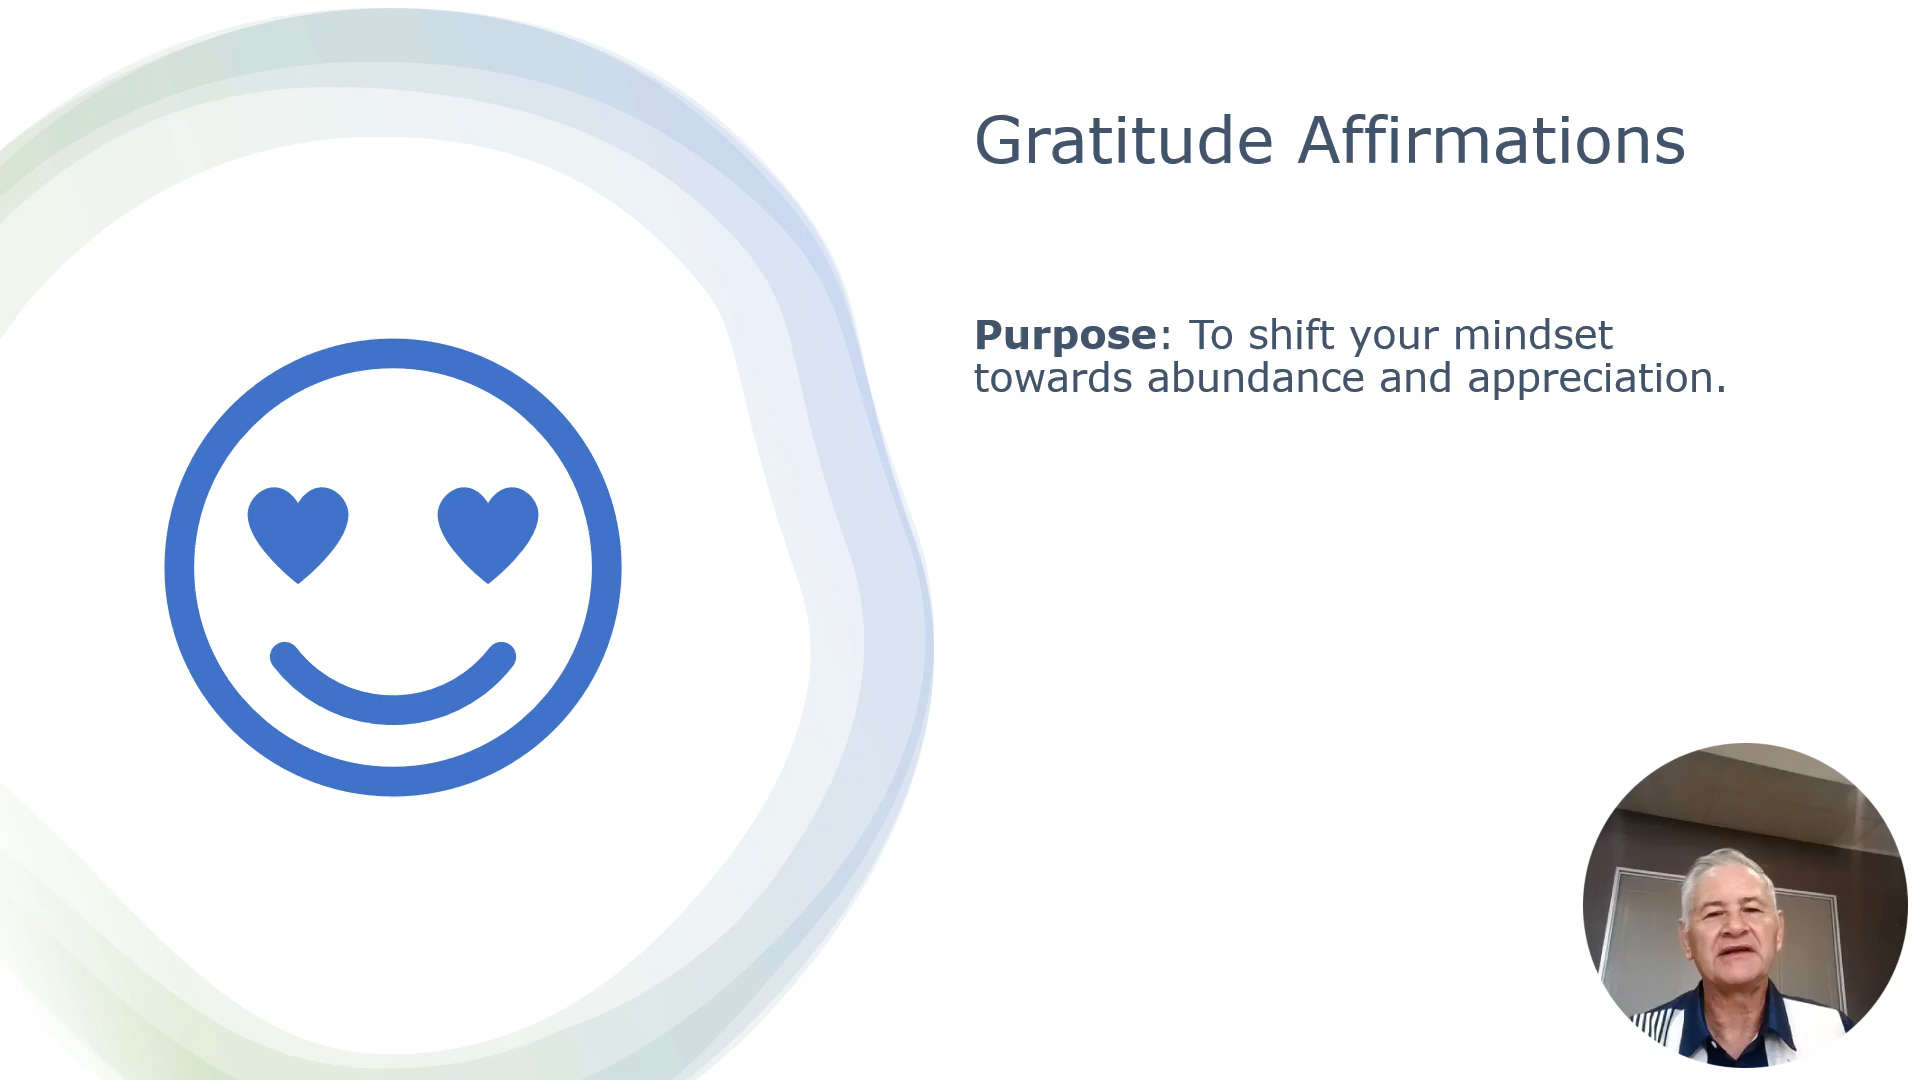 Gratitude Affirmations
Purpose: To shift your mindset
towards abundance and appreciation.